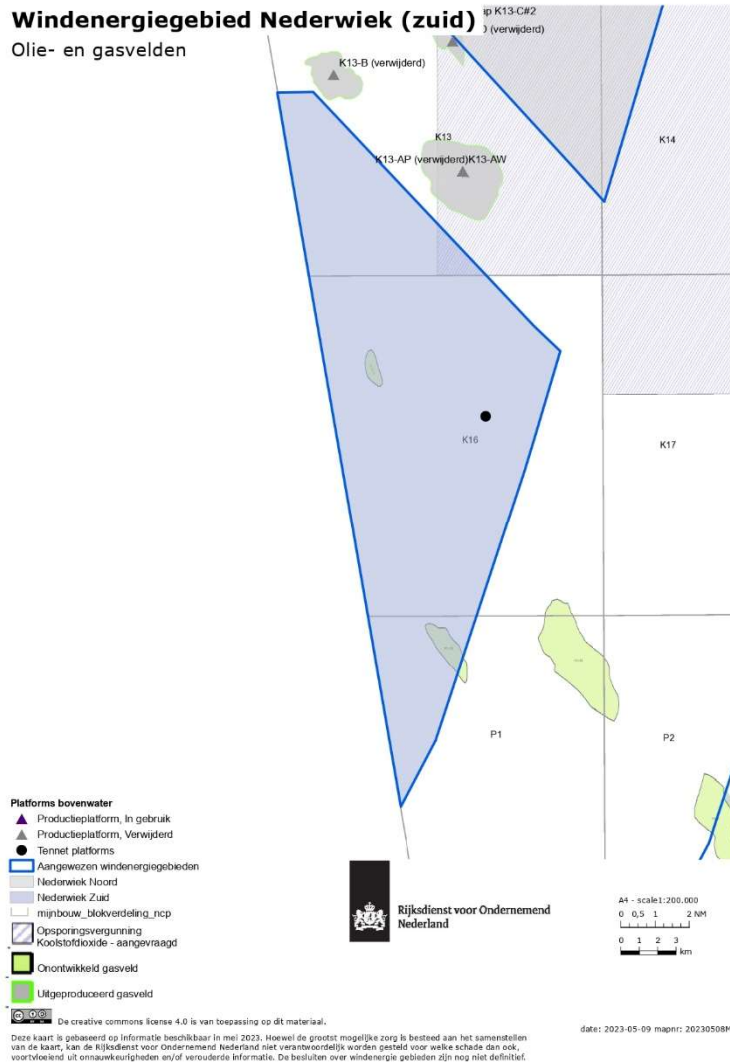 Windenergiegebied Nederwiek (zuid)
Olie- en gasvelden
ap K13-C#2
D (verwijderd)
K13-B (verwijderd)
K13
K14
K13-AP (verwijderd)K13-AW
K16
K17
P1
P2
Platforms bovenwater
Productieplatform, In gebruik
Productieplatform, Verwijderd
Tennet platforms
Aangewezen windenergiegebieden
Nederwiek Noord
Nederwiek Zuid
mijnbouw_blokverdeling_ncp
Opsporingsvergunning
Koolstofdioxide - aangevraagd
Onontwikkeld gasveld
Uitgeproduceerd gasveld
Rijksdienst voor Ondernemend
Nederland
A4 - scale1:200.000
0 0,5 1 2 NM
0 1 2 3
km
De creative commons license 4.0 is van toepassing op dit materiaal.
Deze kaart is gebaseerd op informatie beschikbaar in mei 2023. Hoewel de grootst mogelijke zorg is besteed aan het samenstellen
van de kaart, kan de Rijksdienst voor Ondernemend Nederland niet verantwoordelijk worden gesteld voor welke schade dan ook,
voortvloeiend uit onnauwkeurigheden en/of verouderde informatie. De besluiten over windenergie gebieden zijn nog niet definitief.
date: 2023-05-09 mapnr: 20230508M